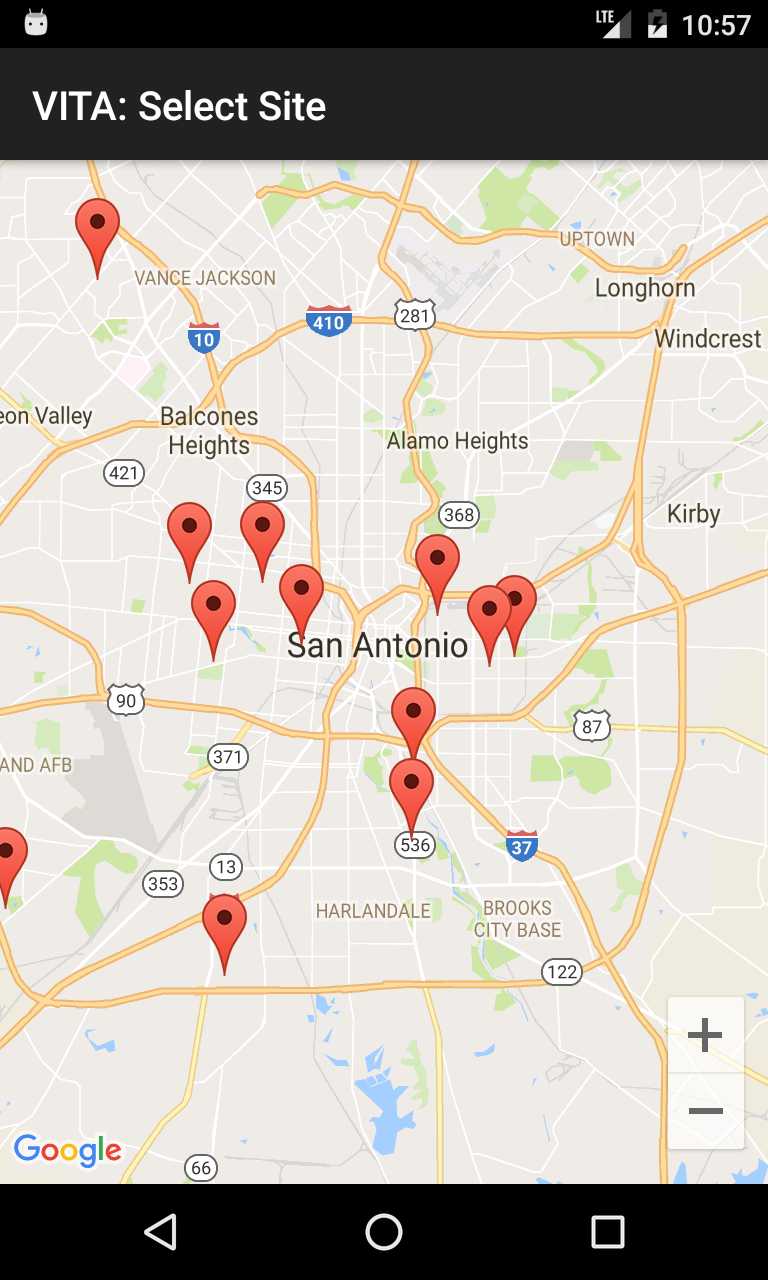 LTE 10:57
VITA: Select Site
UPTOWN
VANCE JACKSON
Longhorn
281
410
10
Windcrest
eon Valley
Balcones
Heights
Alamo Heights
421
345
368
Kirby
San Antonio
90
87
371
AND AFB
536
37
13
353
HARLANDALE
BROOKS
CITY BASE
122
+
−
Google
66